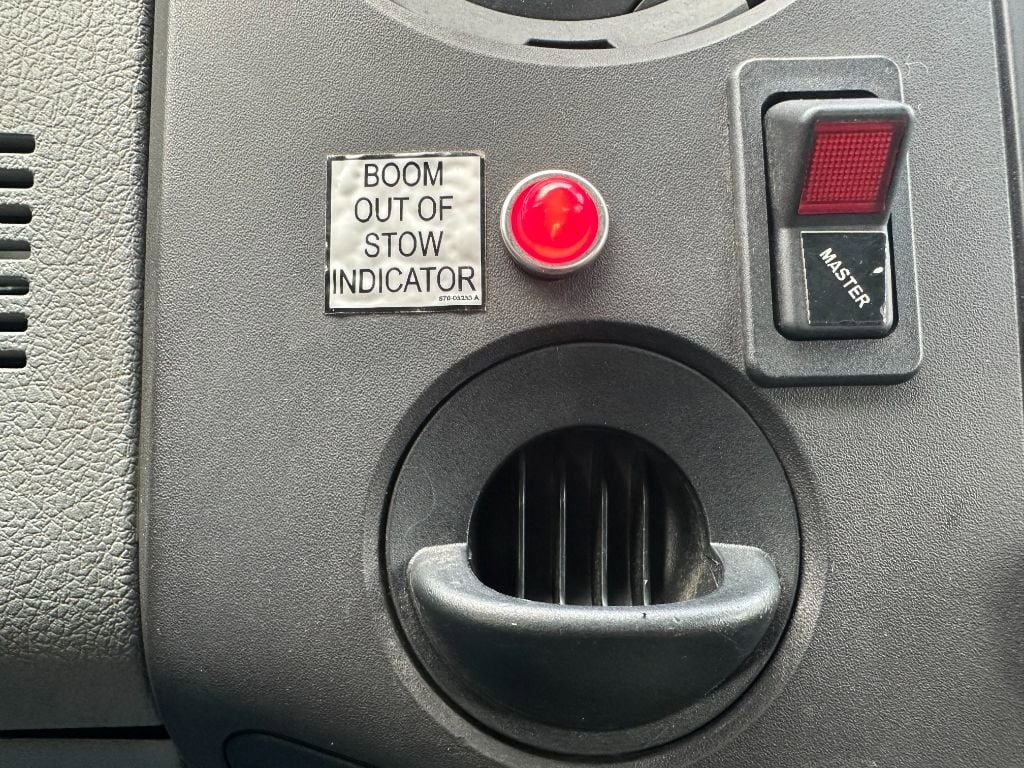 BOOM
OUT OF
STOW
INDICATOR
MASTER